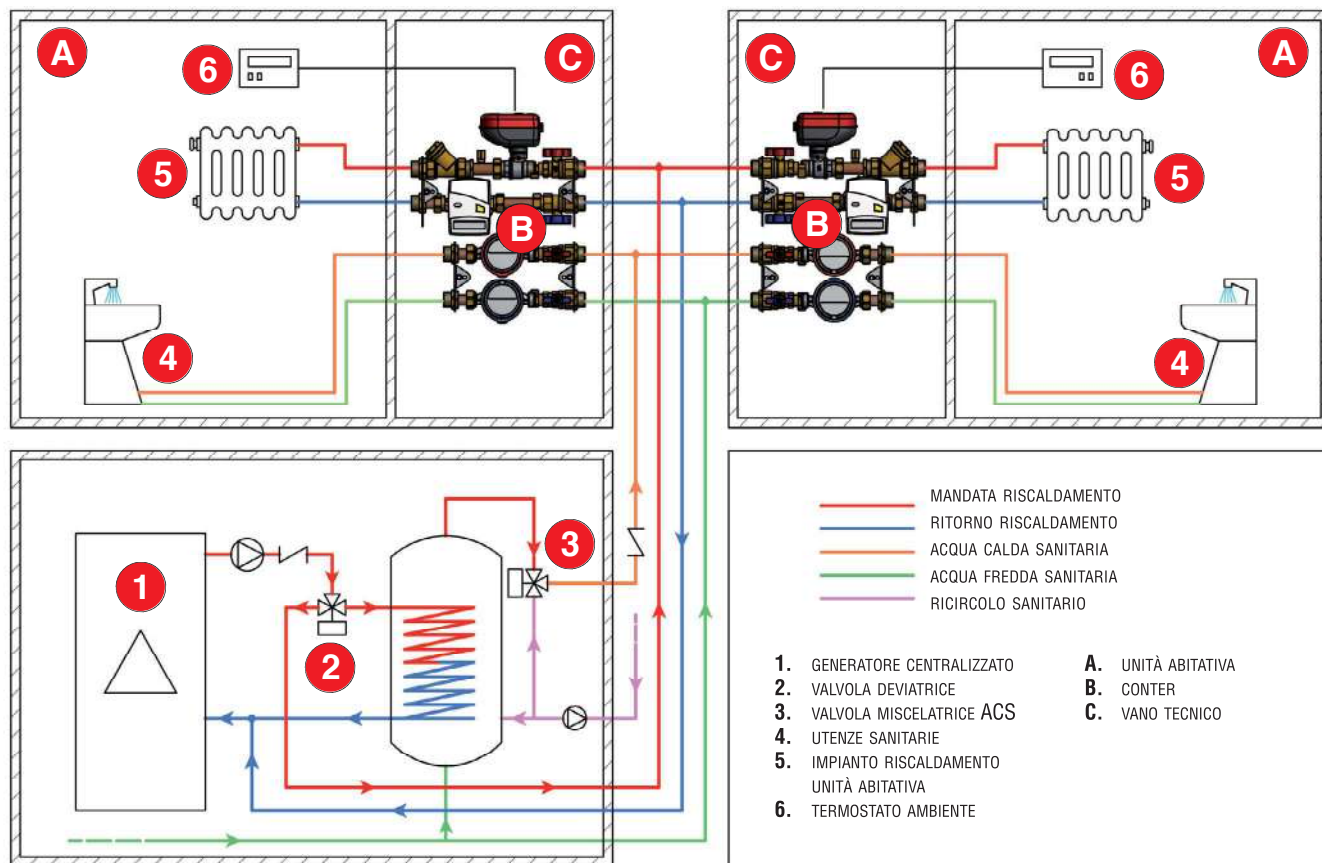 A
6
C
C
6
A
5
B
B
5
4
4
1
2
3
MANDATA RISCALDAMENTO
RITORNO RISCALDAMENTO
ACQUA CALDA SANITARIA
ACQUA FREDDA SANITARIA
RICIRCOLO SANITARIO
1. GENERATORE CENTRALIZZATO
2. VALVOLA DEVIATRICE
3. VALVOLA MISCELATRICE ACS
4. UTENZE SANITARIE
5. IMPIANTO RISCALDAMENTO
UNITÀ ABITATIVA
6. TERMOSTATO AMBIENTE
A. UNITÀ ABITATIVA
B. CONTER
C. VANO TECNICO